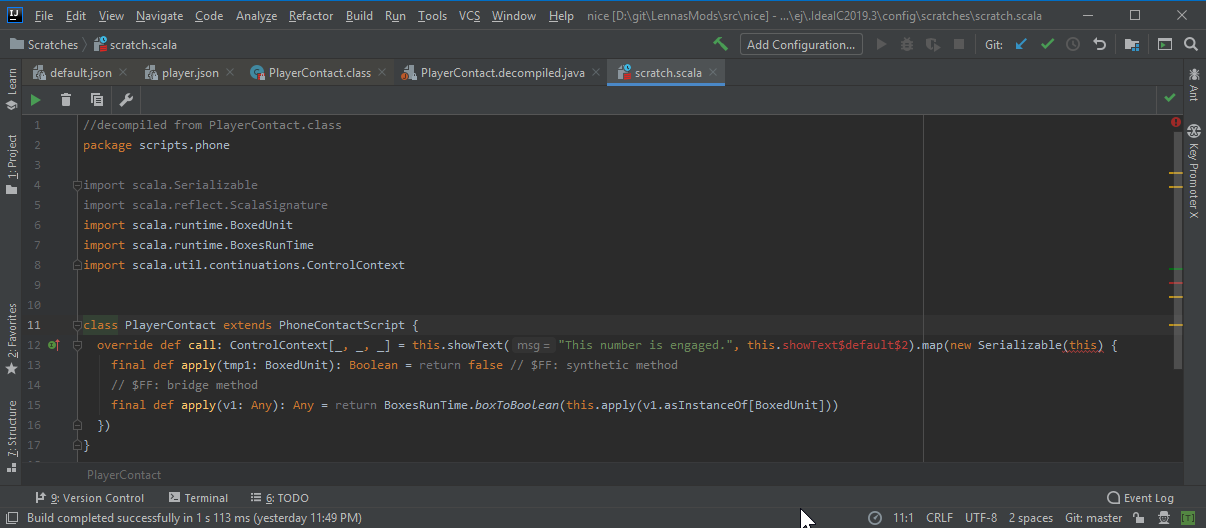 File Edit View Navigate Code Analyze Refactor Build Run Tools VCS Window Help nice [D:\git\LennasMods\src\nice] - ...\ej\.IdealC2019.3\config\scratches\scratch.scala
Scratches scratch.scala Add Configuration... Git:
default.json player.json PlayerContact.class PlayerContact.decompiled.java scratch.scala
Learn
1: Project
2: Favorites
7: Structure
1 //decompiled from PlayerContact.class
2 package scripts.phone
3
4 import scala.Serializable
5 import scala.reflect.ScalaSignature
6 import scala.runtime.BoxedUnit
7 import scala.runtime.BoxesRunTime
8 import scala.util.continuations.ControlContext
9
10
11 class PlayerContact extends PhoneContactScript {
12 override def call: ControlContext[_, _, _] = this.showText( msg = "This number is engaged.", this.showText$default$2).map(new Serializable(this) {
13 final def apply(tmp1: BoxedUnit): Boolean = return false // $FF: synthetic method
14 // $FF: bridge method
15 final def apply(v1: Any): Any = return BoxesRunTime.boxToBoolean(this.apply(v1.asInstanceOf[BoxedUnit]))
16 })
17 }
Ant
Key Promoter X
PlayerContact
9: Version Control Terminal 6: TODO Event Log
Build completed successfully in 1 s 113 ms (yesterday 11:49 PM) 11:1 CRLF UTF-8 2 spaces Git: master [T]